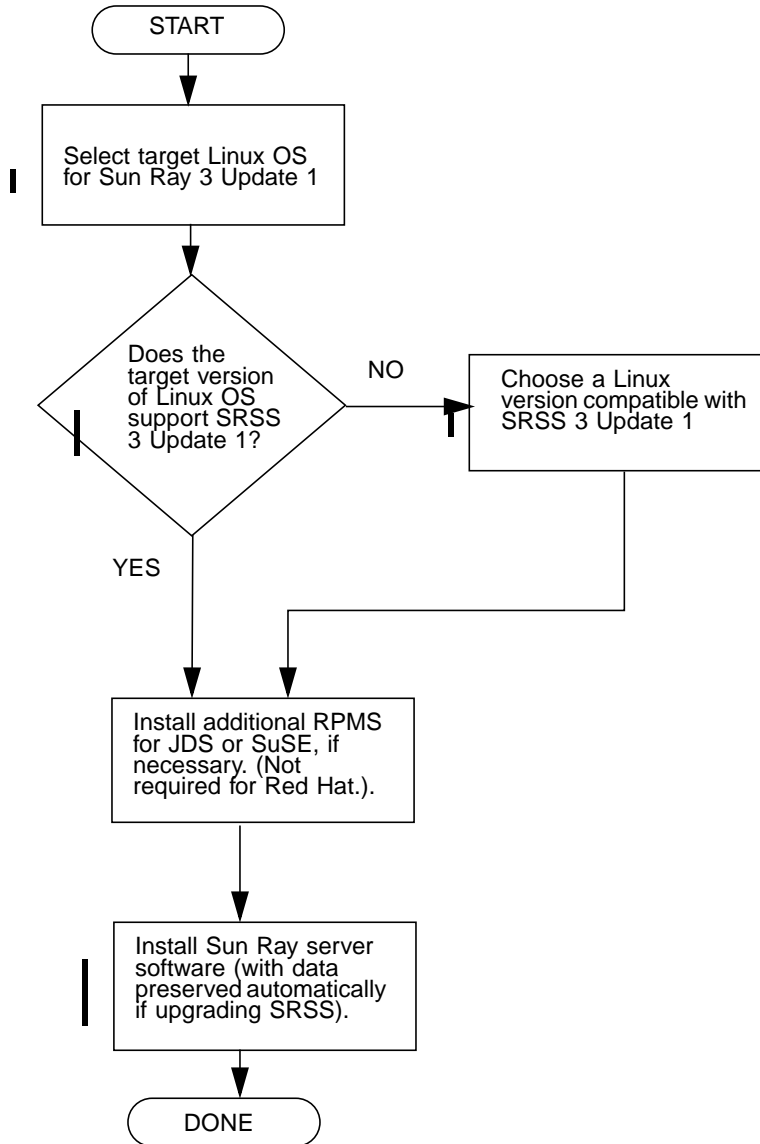 START
Select target Linux OS
for Sun Ray 3 Update 1
Does the
target version
of Linux OS
support SRSS
3 Update 1?
NO
Choose a Linux
version compatible with
SRSS 3 Update 1
YES
Install additional RPMS
for JDS or SuSE, if
necessary. (Not
required for Red Hat.).
Install Sun Ray server
software (with data
preserved automatically
if upgrading SRSS).
DONE